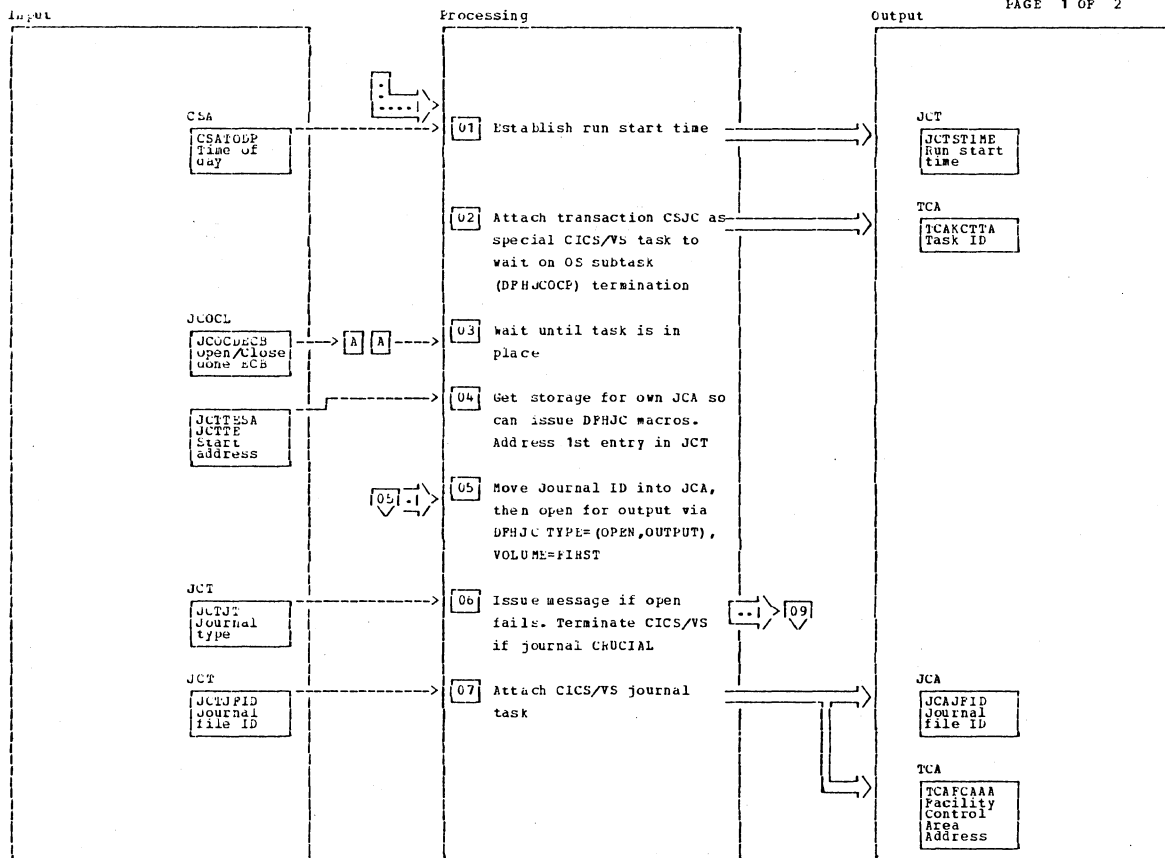 Input
Processing
Output
PAGE 1 OF 2
CSA
CSATODP
Time of
day
01 Establish run start time
JCT
JCTSTIME
Run start
time
02 Attach transaction CSJC as
special CICS/VS task to
wait on OS subtask
(DFHJCOCP) termination
TCA
TCAKCTTA
Task ID
JCOCL
JCOCDECB
Open/Close
done ECB
A A
03 Wait until task is in
place
JCTTESA
JCTTE
Start
address
04 Get storage for own JCA so
can issue DFHJC macros.
Address 1st entry in JCT
05
05 Move Journal ID into JCA,
then open for output via
DFHJC TYPE=(OPEN,OUTPUT),
VOLUME=FIRST
JCT
JCTJT
Journal
type
06 Issue message if open
fails. Terminate CICS/VS
if journal CRUCIAL
09
JCT
JCTJFID
Journal
file ID
07 Attach CICS/VS journal
task
JCA
JCAJFID
Journal
file ID
TCA
TCAFCAAA
Facility
Control
Area
Address